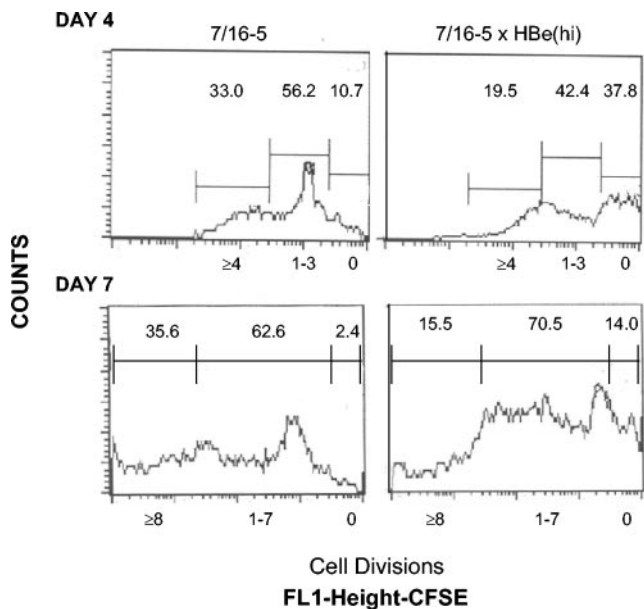 DAY 4
7/16-5
7/16-5 x HBe(hi)
33.0 56.2 10.7
19.5 42.4 37.8
≥4 1-3 0
≥4 1-3 0
COUNTS
DAY 7
35.6 62.6 2.4
15.5 70.5 14.0
≥8 1-7 0
≥8 1-7 0
Cell Divisions
FL1-Height-CFSE